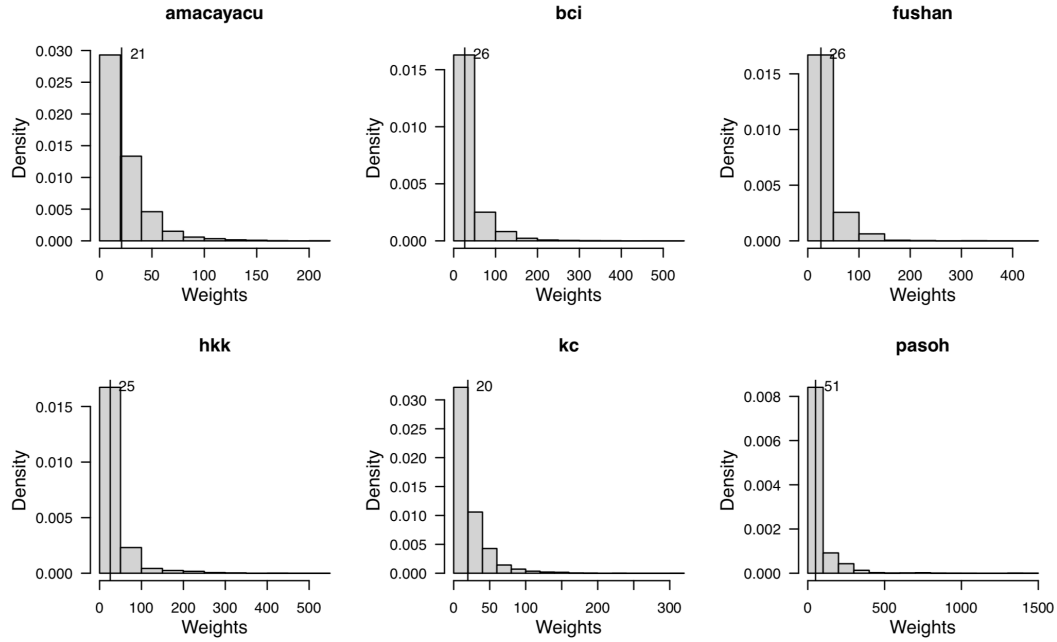 amacayacu
21
0.030
0.025
0.020
0.015
0.010
0.005
0.000
Density
0 50 100 150 200
Weights
bci
26
0.015
0.010
0.005
0.000
Density
0 100 200 300 400 500
Weights
fushan
26
0.015
0.010
0.005
0.000
Density
0 100 200 300 400
Weights
hkk
25
0.015
0.010
0.005
0.000
Density
0 100 200 300 400 500
Weights
kc
20
0.030
0.025
0.020
0.015
0.010
0.005
0.000
Density
0 50 100 200 300
Weights
pasoh
51
0.008
0.006
0.004
0.002
0.000
Density
0 500 1000 1500
Weights